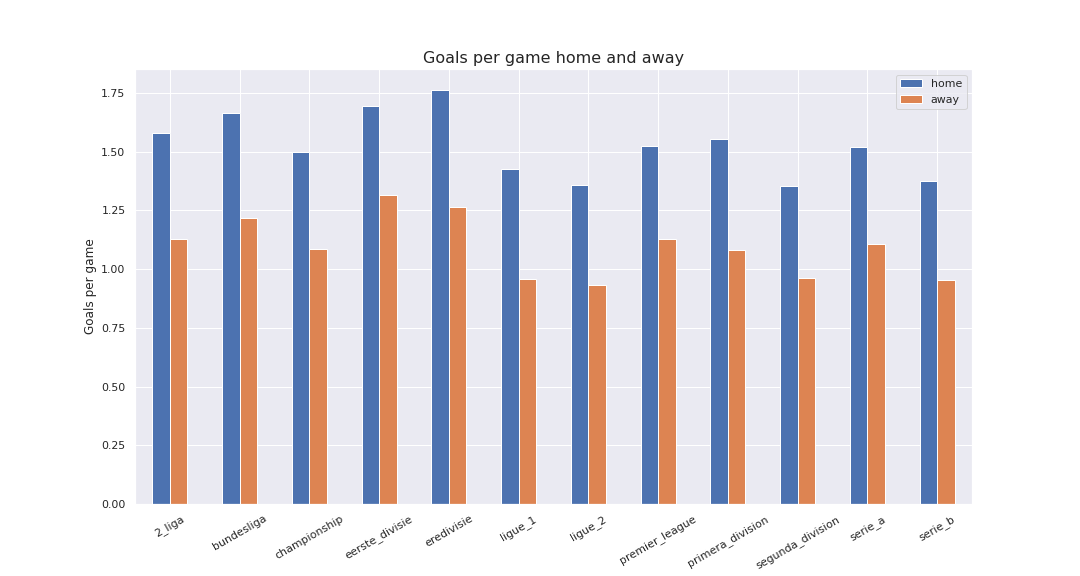 Goals per game home and away
home
away
Goals per game
1.75
1.50
1.25
1.00
0.75
0.50
0.25
0.00
2_liga
bundesliga
championship
eerste_divisie
eredivisie
ligue_1
ligue_2
premier_league
primera_division
segunda_division
serie_a
serie_b